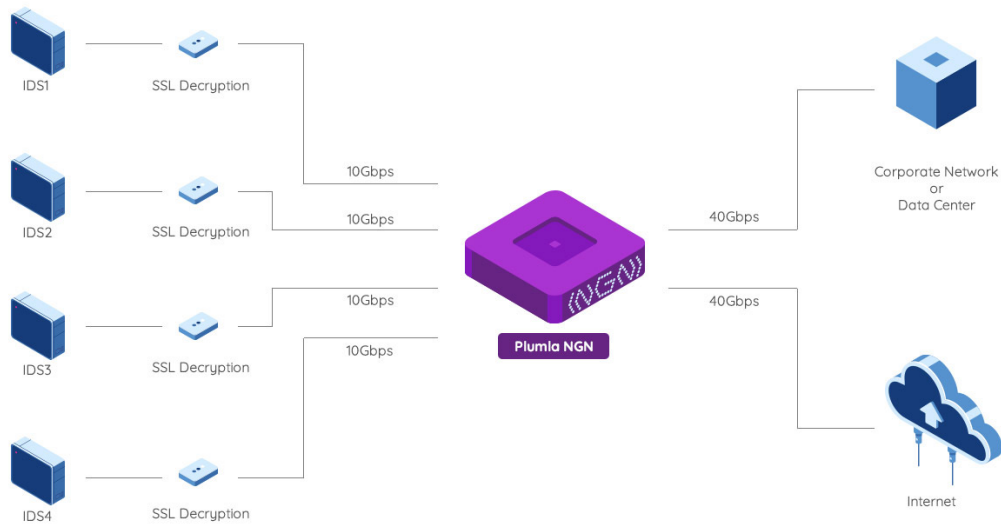 IDS1
SSL Decryption
10Gbps
IDS2
SSL Decryption
10Gbps
IDS3
SSL Decryption
10Gbps
IDS4
SSL Decryption
10Gbps
(NGN)
Plumla NGN
40Gbps
Corporate Network
or
Data Center
40Gbps
Internet